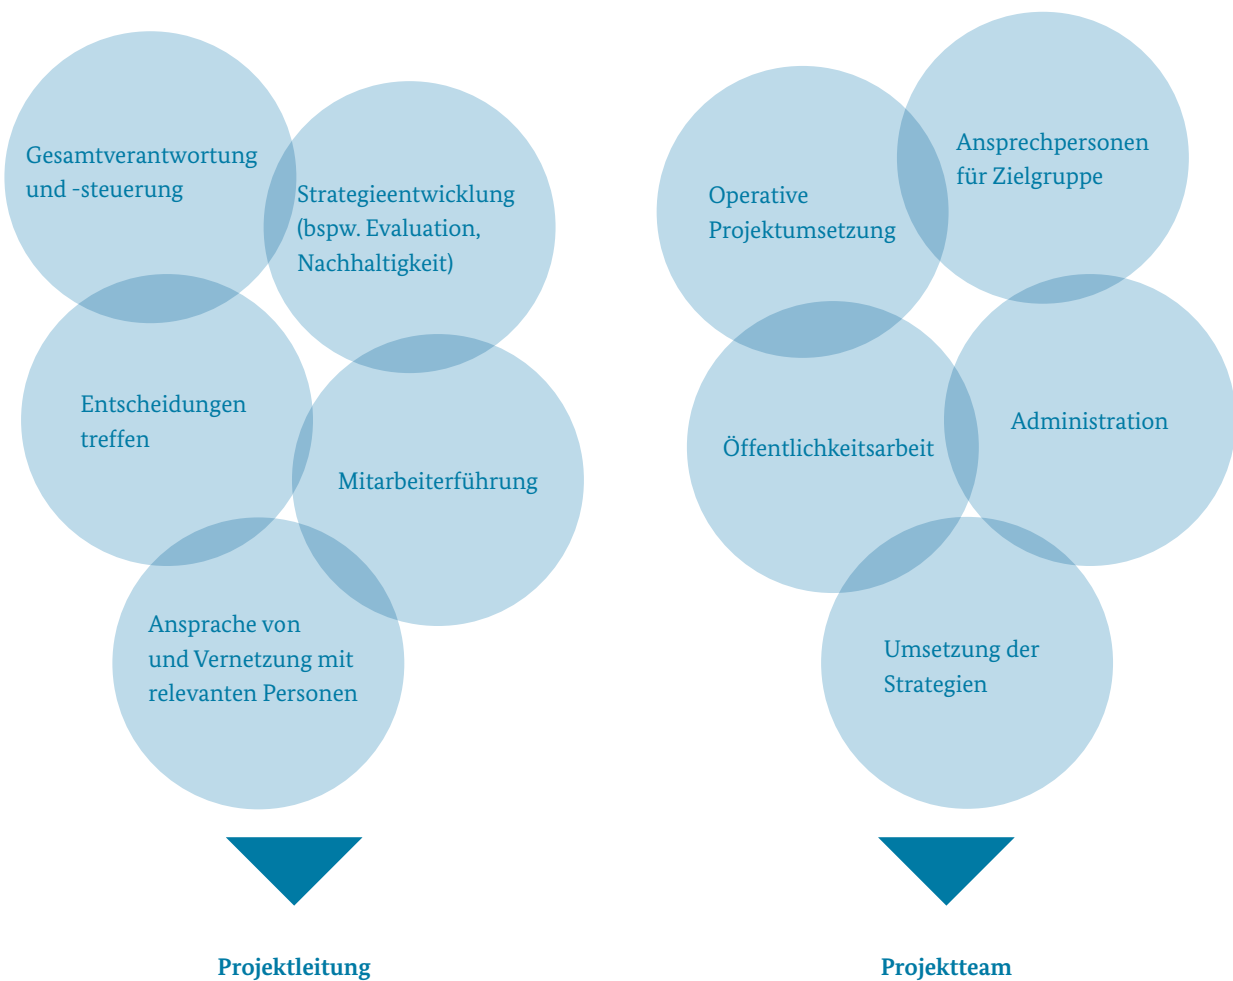 Gesamtverantwortung
und -steuerung
Strategieentwicklung
(bspw. Evaluation,
Nachhaltigkeit)
Entscheidungen
treffen
Mitarbeiterführung
Ansprache von
und Vernetzung mit
relevanten Personen
Projektleitung
Ansprechpersonen
für Zielgruppe
Operative
Projektumsetzung
Öffentlichkeitsarbeit
Administration
Umsetzung der
Strategien
Projektteam